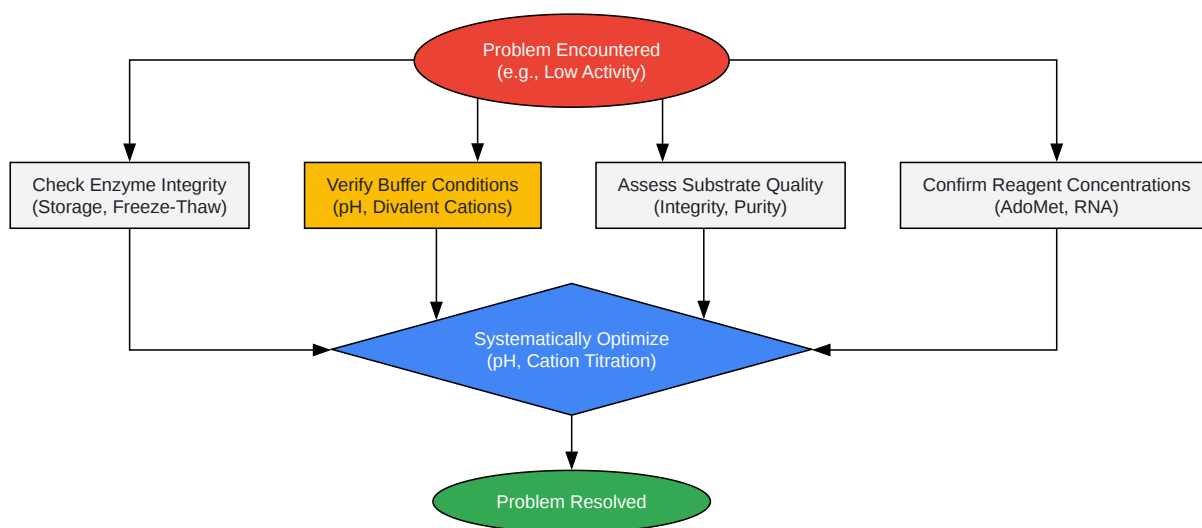 Problem Encountered
(e.g., Low Activity)
Check Enzyme Integrity
(Storage, Freeze-Thaw)
Verify Buffer Conditions
(pH, Divalent Cations)
Assess Substrate Quality
(Integrity, Purity)
Confirm Reagent Concentrations
(AdoMet, RNA)
Systematically Optimize
(pH, Cation Titration)
Problem Resolved